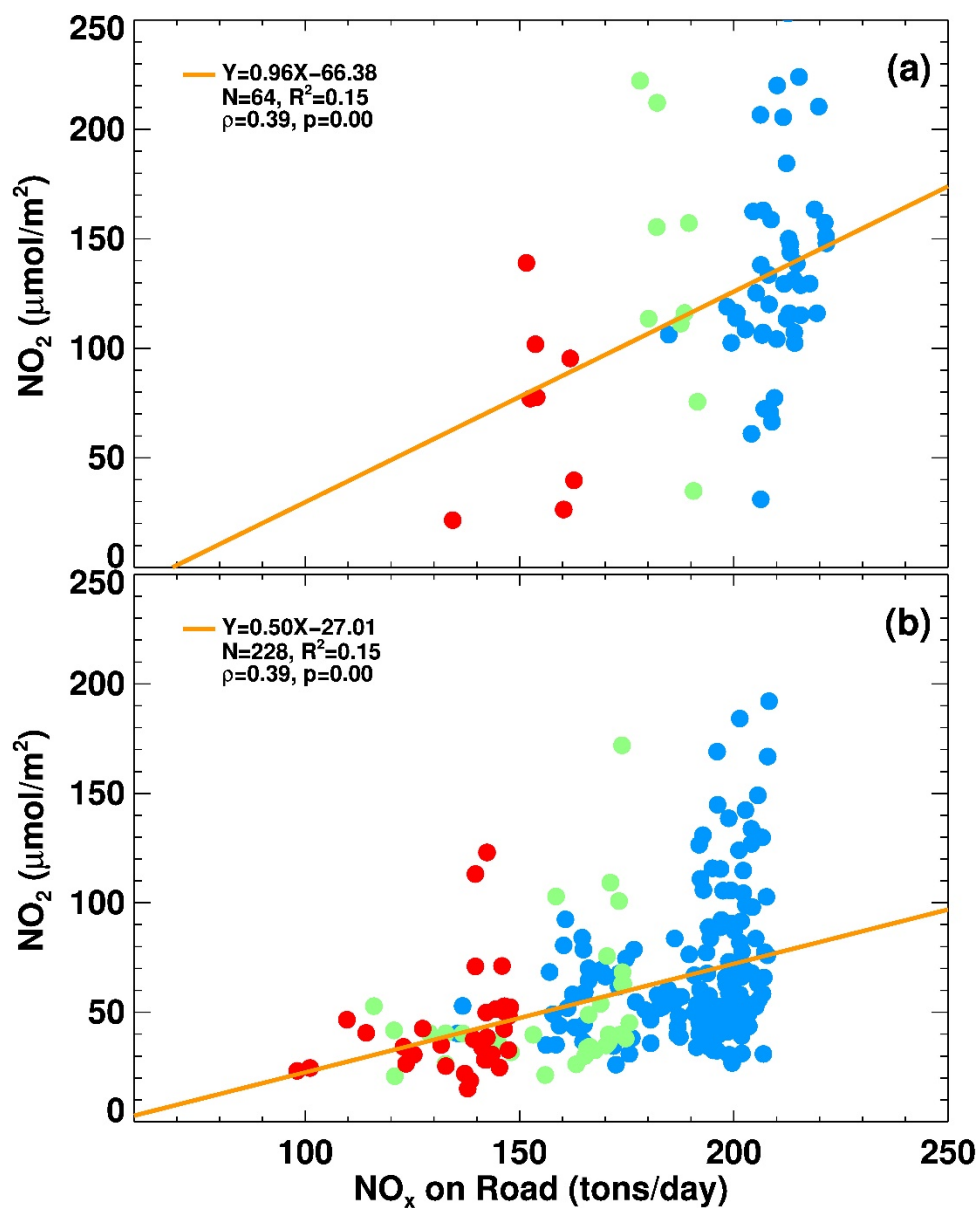 250
200
150
100
50
0
NO₂ (μmol/m²)
(a)
Y=0.96X−66.38
N=64, R²=0.15
ρ=0.39, p=0.00
250
200
150
100
50
0
NO₂ (μmol/m²)
(b)
Y=0.50X−27.01
N=228, R²=0.15
ρ=0.39, p=0.00
100 150 200 250
NOₓ on Road (tons/day)